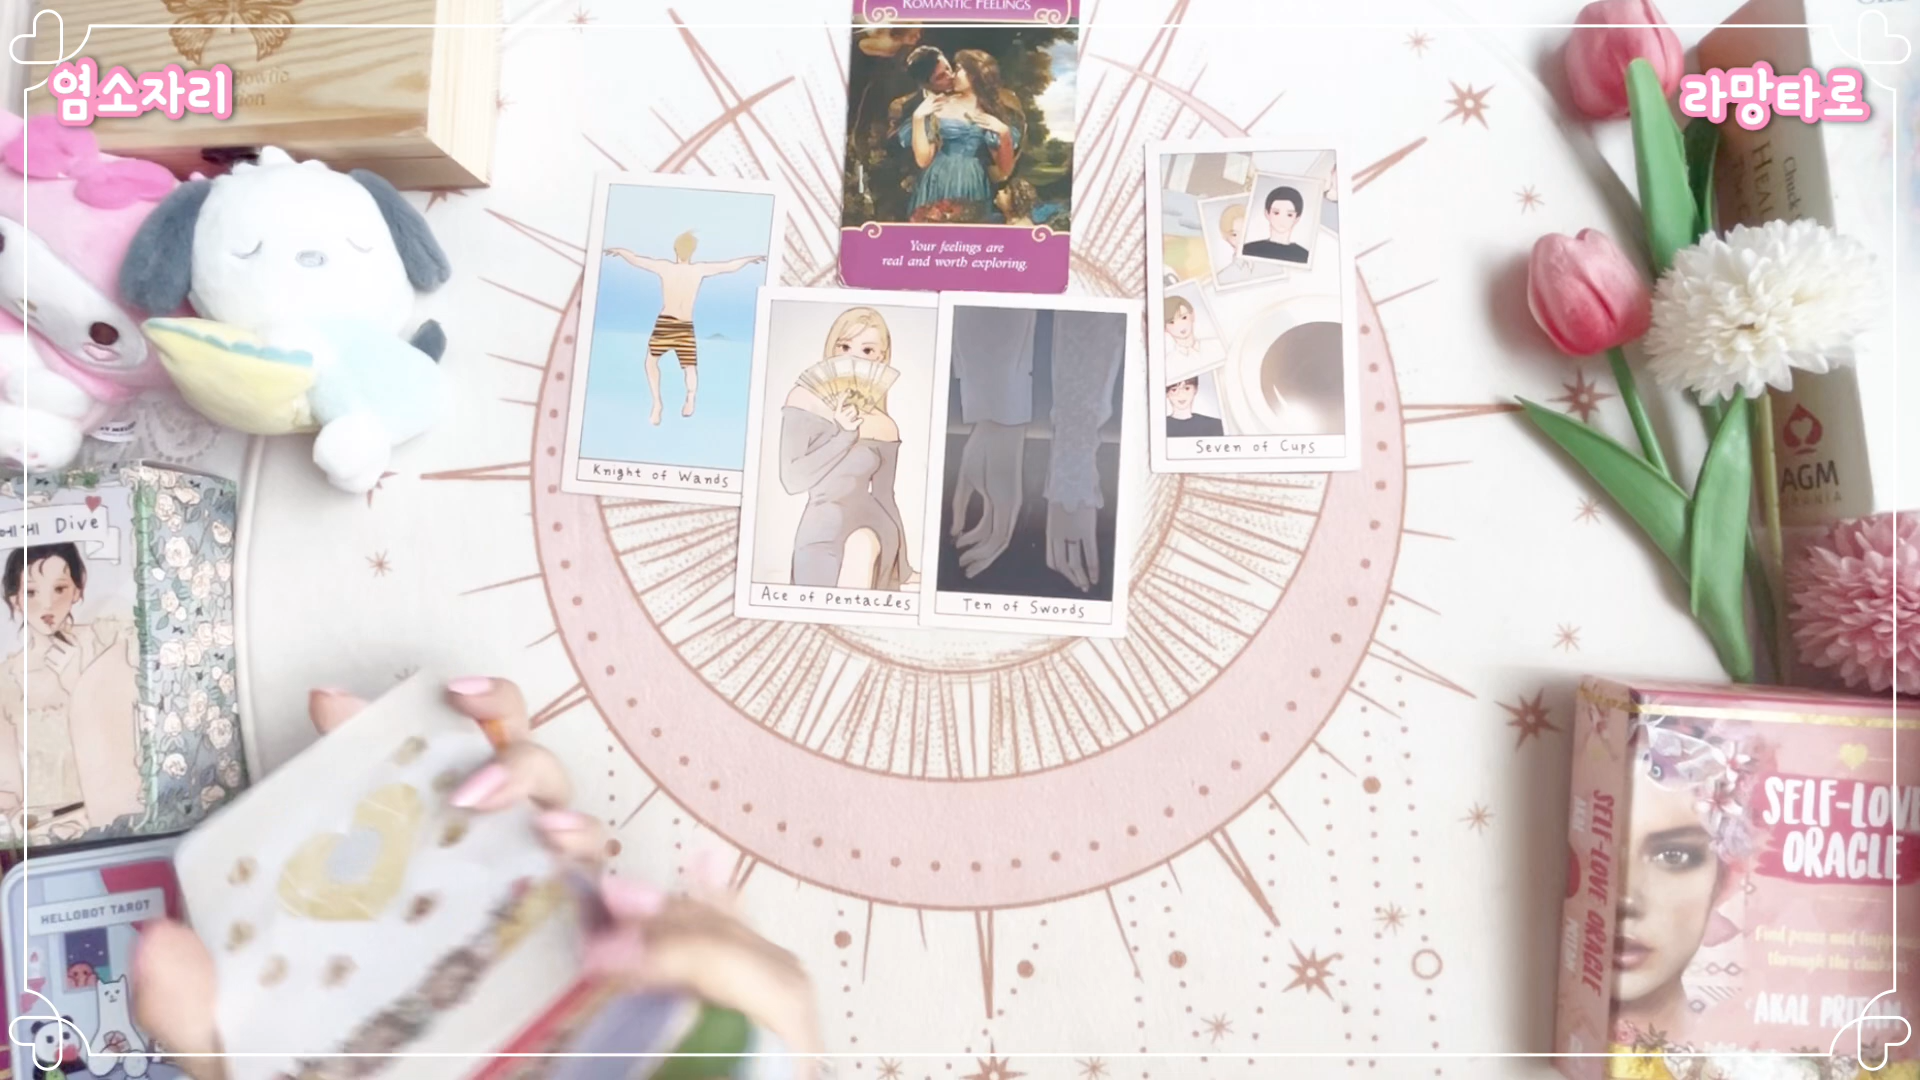 염소자리
라망타로
ROMANTIC FEELINGS
Your feelings are
real and worth exploring.
Knight of Wands
Ace of Pentacles
Ten of Swords
Seven of Cups
Dive
HELLOBOT TAROT
AGM
SELF-LOVE ORACLE
SELF-LOVE
ORACLE
AKAL